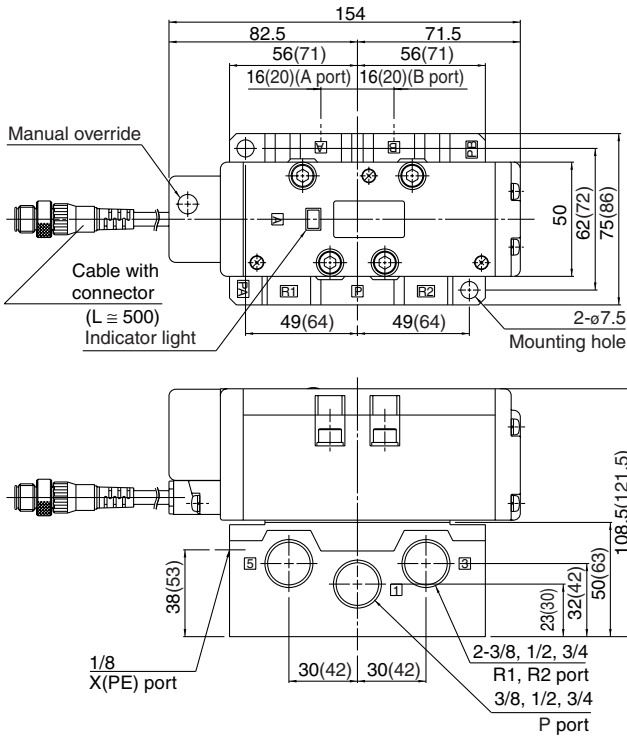 154
82.5
71.5
56(71)
56(71)
16(20)(A port)
16(20)(B port)
Manual override
A
B
PB
A
50
62(72)
75(86)
Cable with
connector
(L ≅ 500)
Indicator light
PA
R1
P
R2
49(64)
49(64)
2-ø7.5
Mounting hole
108.5(121.5)
5
3
1
38(53)
23(30)
32(42)
50(63)
1/8
X(PE) port
30(42)
30(42)
2-3/8, 1/2, 3/4
R1, R2 port
3/8, 1/2, 3/4
P port